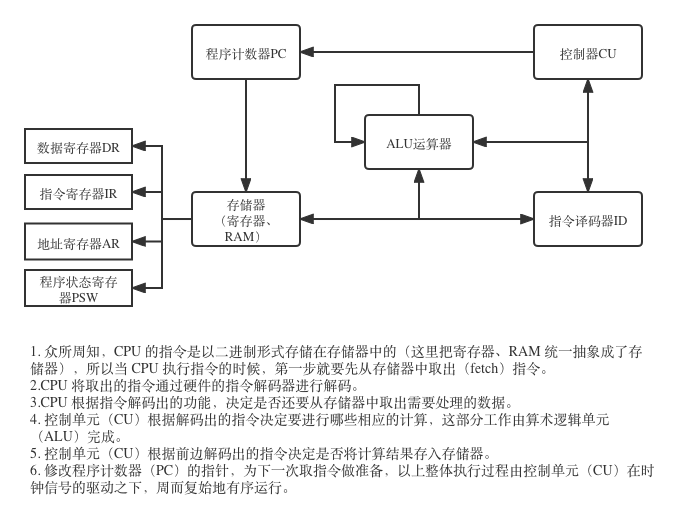 程序计数器PC
控制器CU
ALU运算器
数据寄存器DR
指令寄存器IR
地址寄存器AR
程序状态寄存
器PSW
存储器
（寄存器、
RAM）
指令译码器ID
1. 众所周知，CPU 的指令是以二进制形式存储在存储器中的（这里把寄存器、RAM 统一抽象成了存
储器），所以当 CPU 执行指令的时候，第一步就要先从存储器中取出（fetch）指令。
2.CPU 将取出的指令通过硬件的指令解码器进行解码。
3.CPU 根据指令解码出的功能，决定是否还要从存储器中取出需要处理的数据。
4. 控制单元（CU）根据解码出的指令决定要进行哪些相应的计算，这部分工作由算术逻辑单元
（ALU）完成。
5. 控制单元（CU）根据前边解码出的指令决定是否将计算结果存入存储器。
6. 修改程序计数器（PC）的指针，为下一次取指令做准备，以上整体执行过程由控制单元（CU）在时
钟信号的驱动之下，周而复始地有序运行。